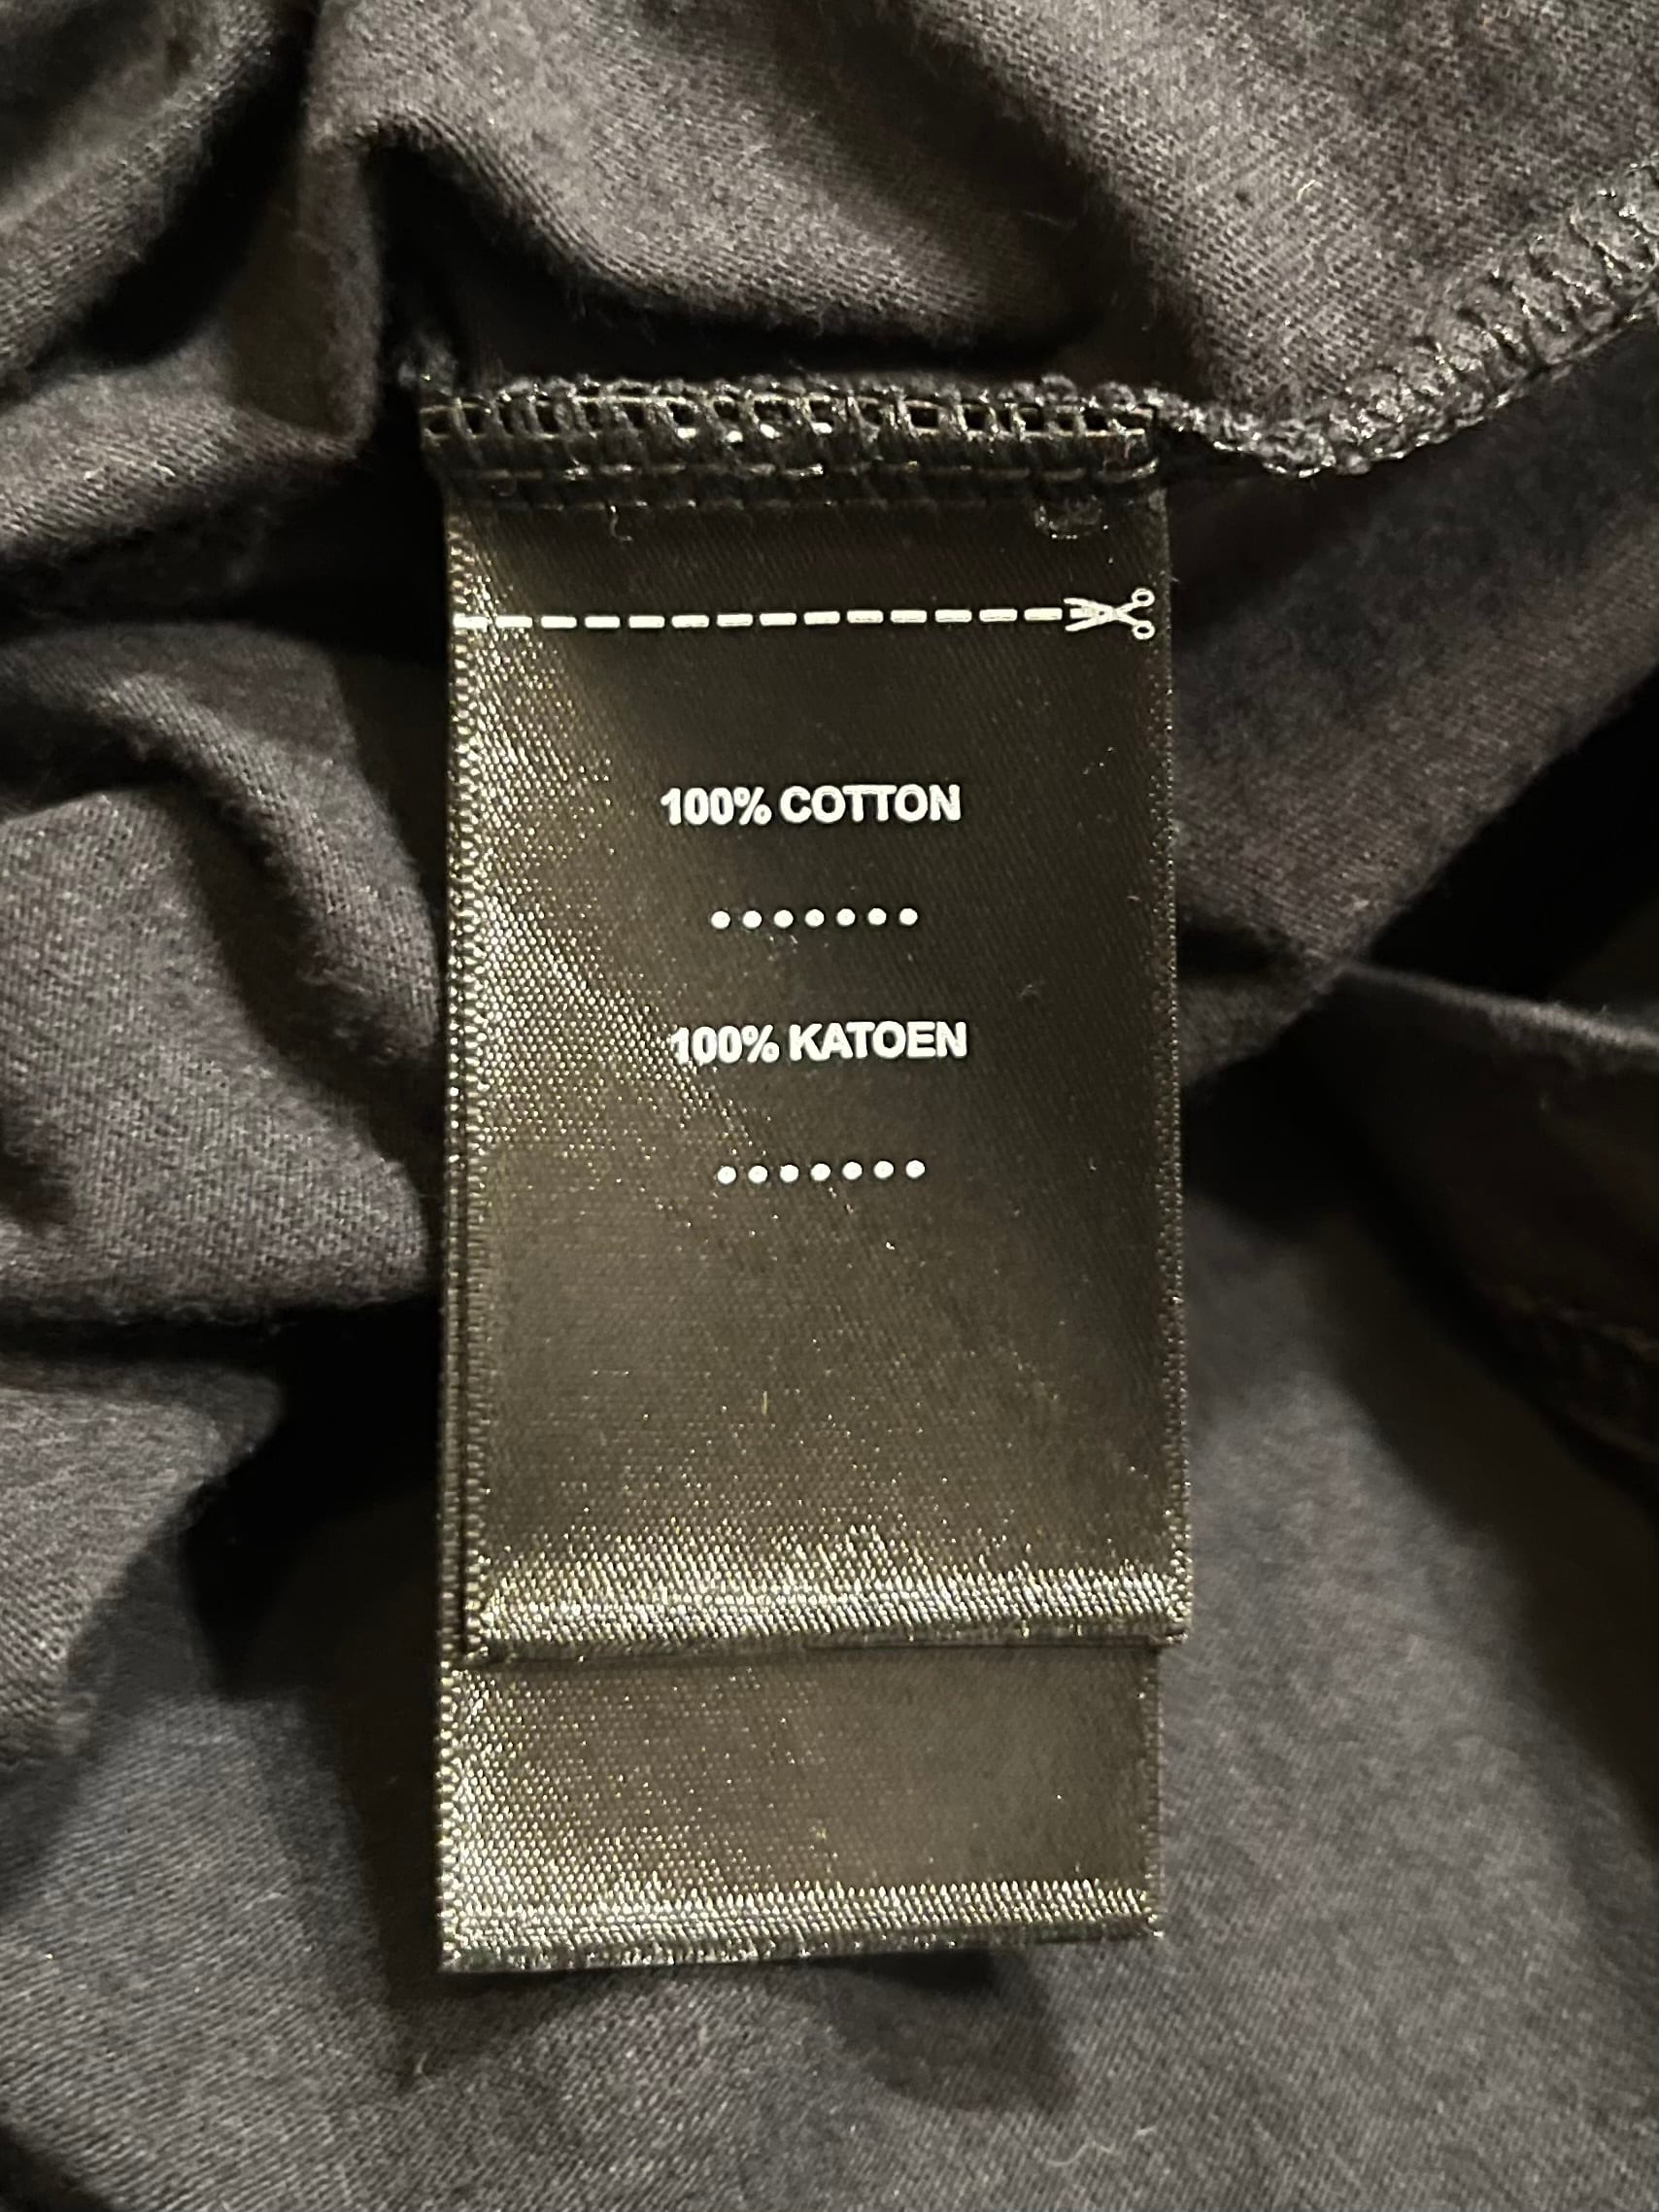 100% COTTON
.......
100% KATOEN
.......